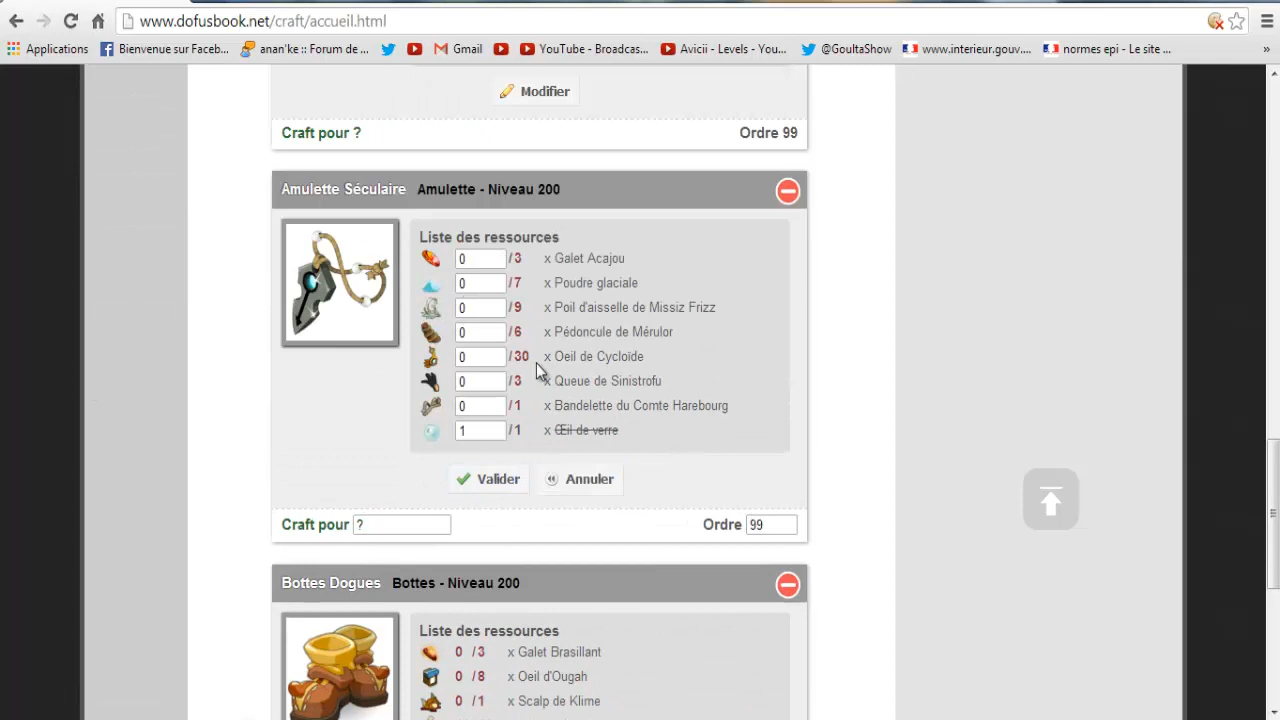 www.dofusbook.net/craft/accueil.html
Applications Bienvenue sur Faceb... anan'ke :: Forum de ... Gmail YouTube - Broadcas... Avicii - Levels - You... @GoultaShow www.interieur.gouv.... normes epi - Le site ... »
Modifier
Craft pour ? Ordre 99
Amulette Séculaire Amulette - Niveau 200
Liste des ressources
0 /3 x Galet Acajou
0 /7 x Poudre glaciale
0 /9 x Poil d'aisselle de Missiz Frizz
0 /6 x Pédoncule de Mérulor
0 /30 x Oeil de Cycloïde
0 /3 x Queue de Sinistrofu
0 /1 x Bandelette du Comte Harebourg
1 /1 x Œil de verre
Valider Annuler
Craft pour ? Ordre 99
Bottes Dogues Bottes - Niveau 200
Liste des ressources
0 /3 x Galet Brasillant
0 /8 x Oeil d'Ougah
0 /1 x Scalp de Klime